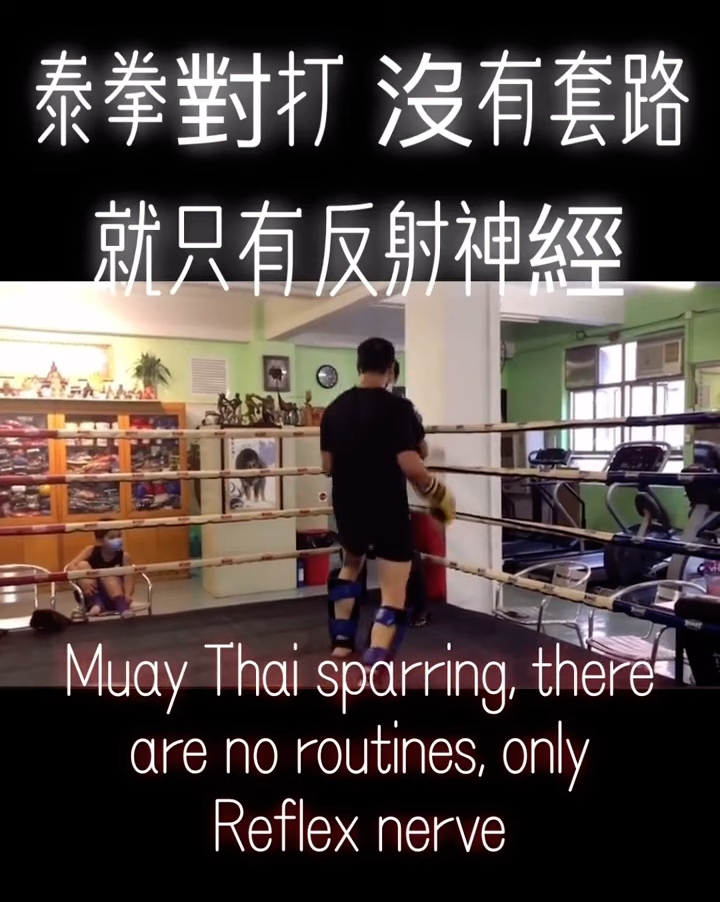 泰拳對打 沒有套路
就只有反射神經
Muay Thai sparring, there
are no routines, only
Reflex nerve